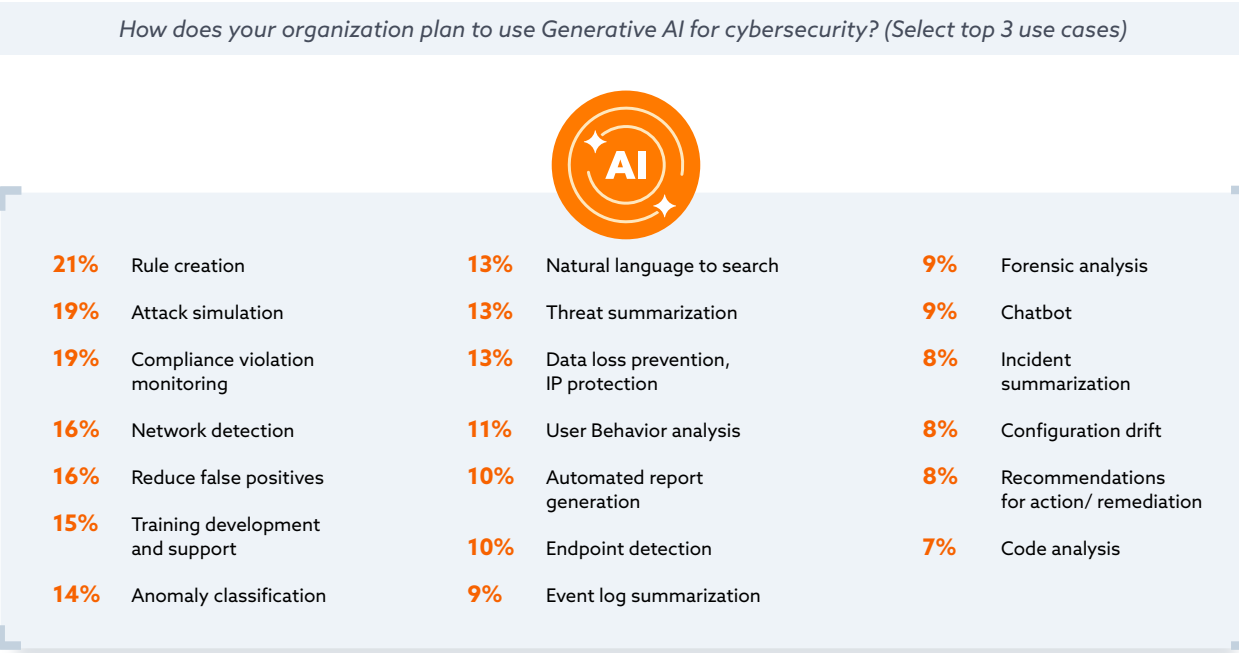 How does your organization plan to use Generative AI for cybersecurity? (Select top 3 use cases)
AI
21% Rule creation
19% Attack simulation
19% Compliance violation
monitoring
16% Network detection
16% Reduce false positives
15% Training development
and support
14% Anomaly classification
13% Natural language to search
13% Threat summarization
13% Data loss prevention,
IP protection
11% User Behavior analysis
10% Automated report
generation
10% Endpoint detection
9% Event log summarization
9% Forensic analysis
9% Chatbot
8% Incident
summarization
8% Configuration drift
8% Recommendations
for action/ remediation
7% Code analysis